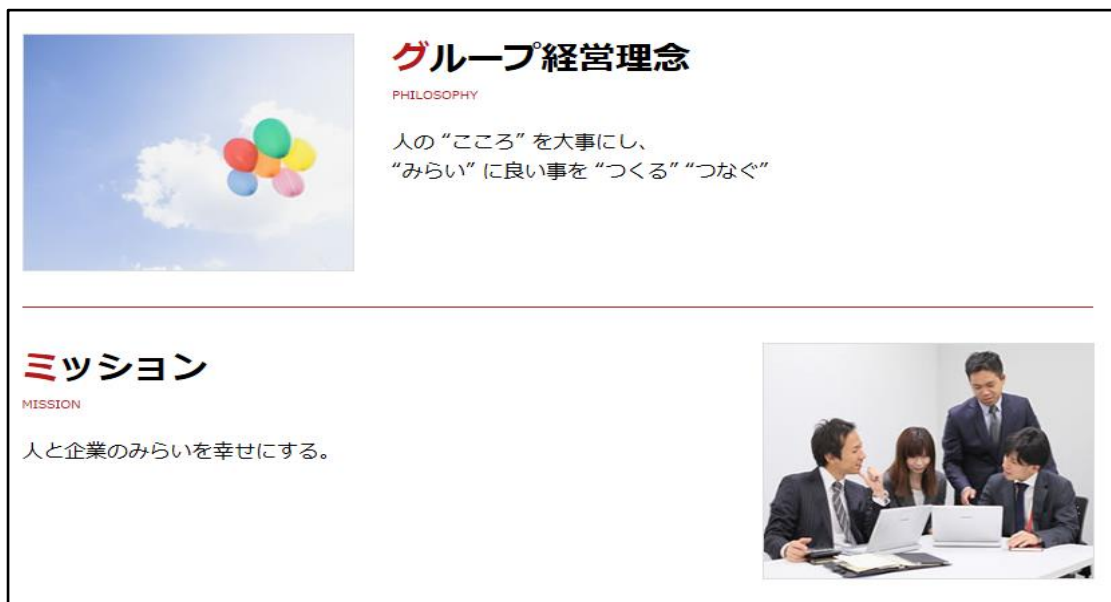 グループ経営理念
PHILOSOPHY
人の “こころ” を大事にし、
“みらい” に良い事を “つくる” “つなぐ”
ミッション
MISSION
人と企業のみらいを幸せにする。